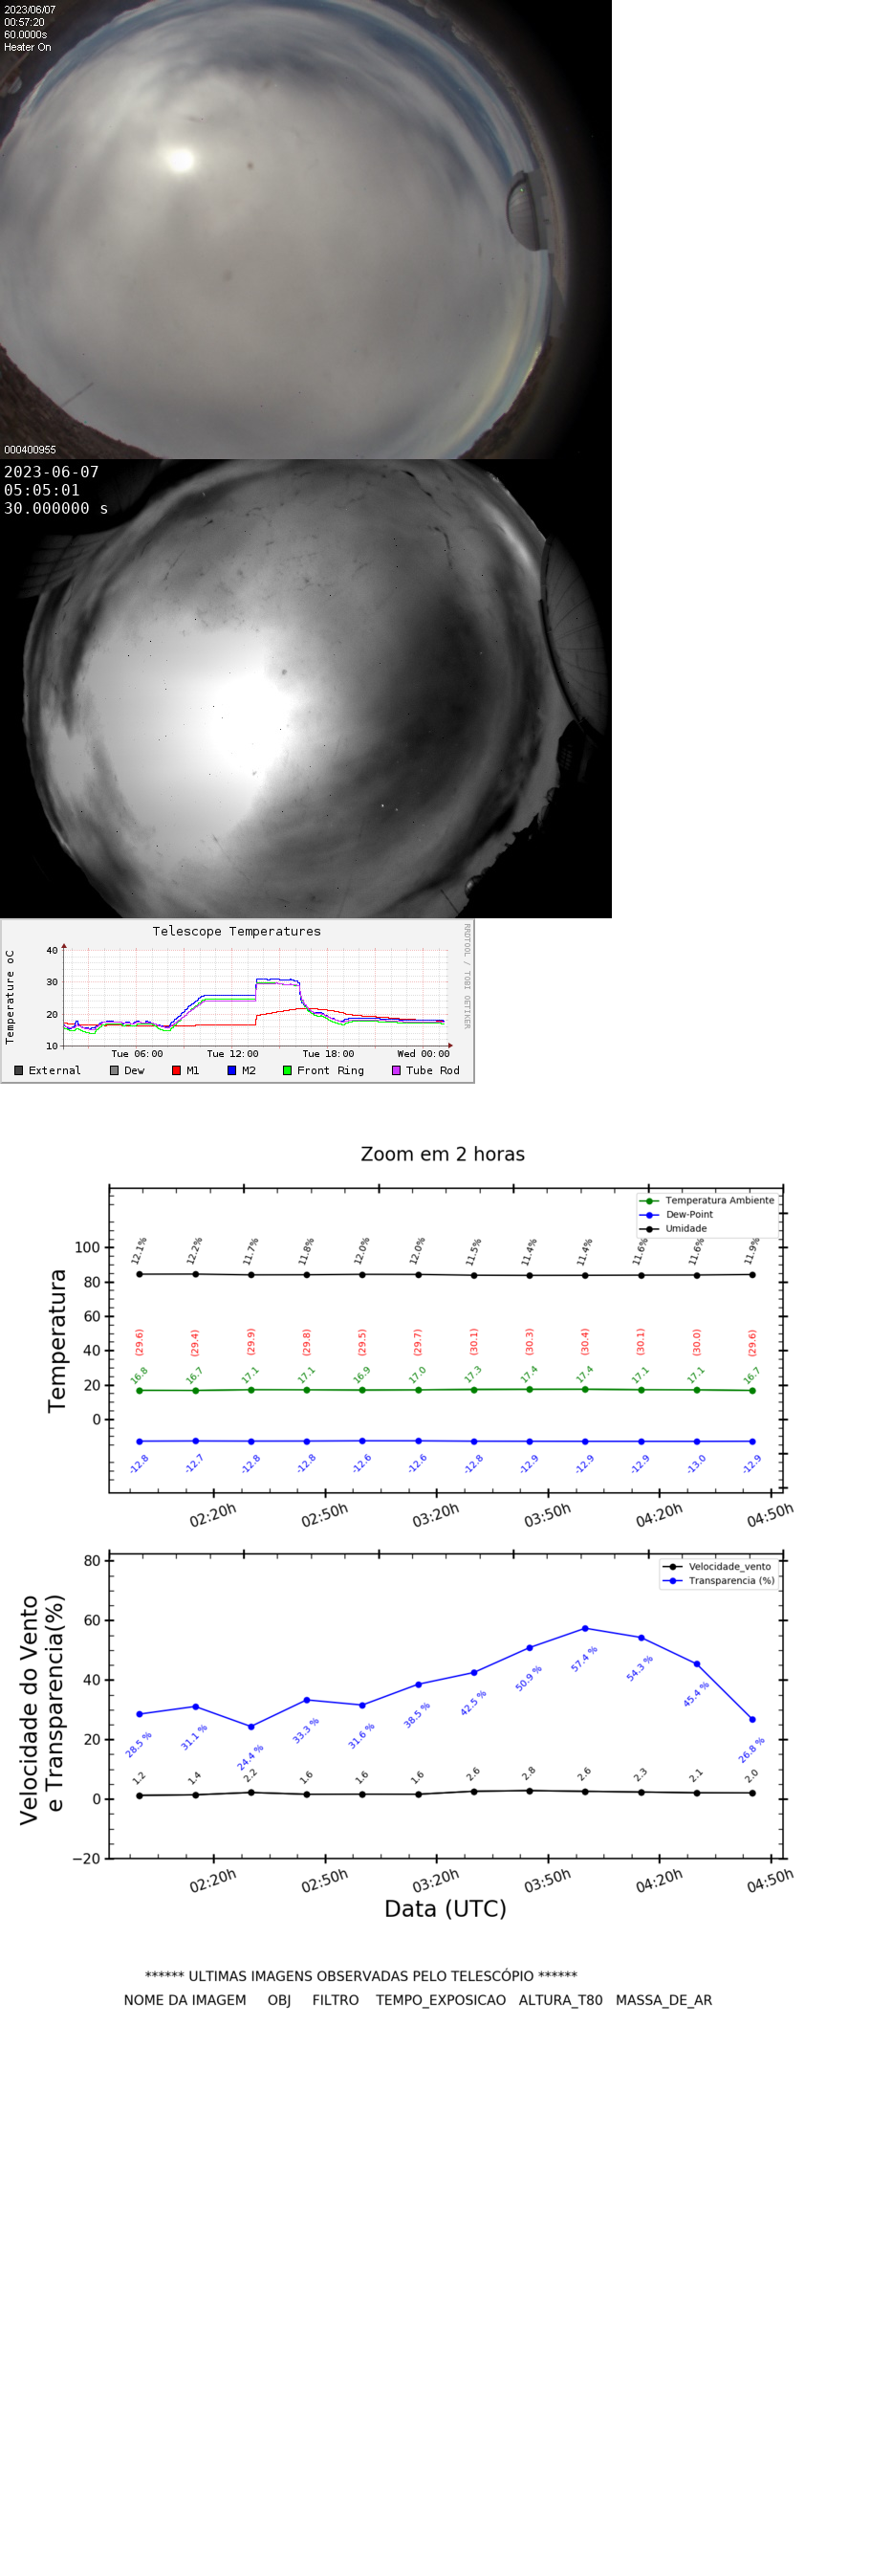 2023/06/07
00:57:20
60.0000s
Heater On
000400955
2023-06-07
05:05:01
30.000000 s
Telescope Temperatures
RRDTOOL / TOBI OETIKER
Temperature oC
40
30
20
10
Tue 06:00 Tue 12:00 Tue 18:00 Wed 00:00
External Dew M1 M2 Front Ring Tube Rod
Zoom em 2 horas
Temperatura Ambiente
Dew-Point
Umidade
Temperatura
100
80
60
40
20
0
12.1% 12.2% 11.7% 11.8% 12.0% 12.0% 11.5% 11.4% 11.4% 11.6% 11.6% 11.9%
(29.6) (29.4) (29.9) (29.8) (29.5) (29.7) (30.1) (30.3) (30.4) (30.1) (30.0) (29.6)
16.8 16.7 17.1 17.1 16.9 17.0 17.3 17.4 17.4 17.1 17.1 16.7
-12.8 -12.7 -12.8 -12.8 -12.6 -12.6 -12.8 -12.9 -12.9 -12.9 -13.0 -12.9
02:20h 02:50h 03:20h 03:50h 04:20h 04:50h
Velocidade_vento
Transparencia (%)
Velocidade do Vento
e Transparencia(%)
80
60
40
20
0
−20
28.5 % 31.1 % 24.4 % 33.3 % 31.6 % 38.5 % 42.5 % 50.9 % 57.4 % 54.3 % 45.4 % 26.8 %
1.2 1.4 2.2 1.6 1.6 1.6 2.6 2.8 2.6 2.3 2.1 2.0
02:20h 02:50h 03:20h 03:50h 04:20h 04:50h
Data (UTC)
****** ULTIMAS IMAGENS OBSERVADAS PELO TELESCÓPIO ******
NOME DA IMAGEM OBJ FILTRO TEMPO_EXPOSICAO ALTURA_T80 MASSA_DE_AR